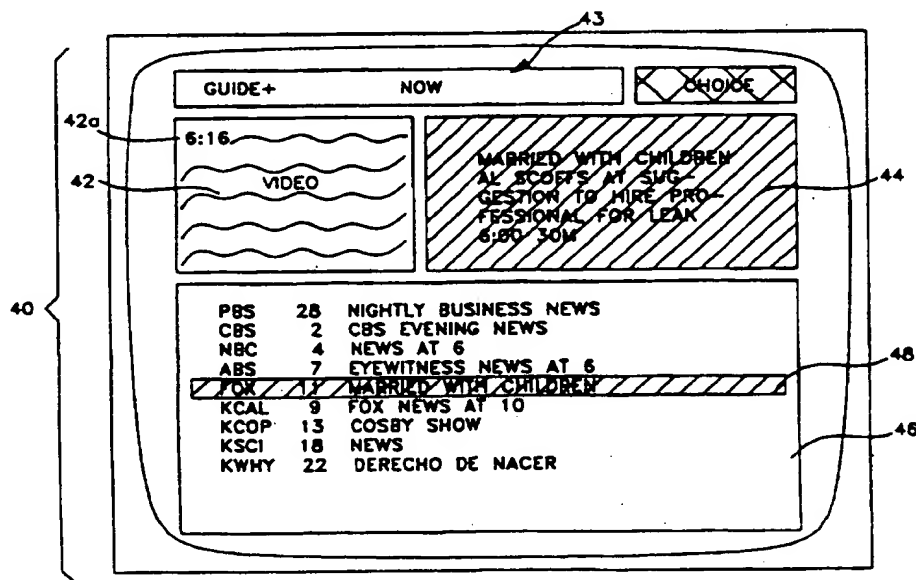 43
GUIDE+ NOW CHOICE
42a
6:16
42
VIDEO
MARRIED WITH CHILDREN
AL SCOFFS AT SUG-
GESTION TO HIRE PRO-
FESSIONAL FOR LEAK
6:00 30M
44
40
PBS 28 NIGHTLY BUSINESS NEWS
CBS 2 CBS EVENING NEWS
NBC 4 NEWS AT 6
ABS 7 EYEWITNESS NEWS AT 6
FOX 11 MARRIED WITH CHILDREN
48
KCAL 9 FOX NEWS AT 10
KCOP 13 COSBY SHOW
46
KSCI 18 NEWS
KWHY 22 DERECHO DE NACER